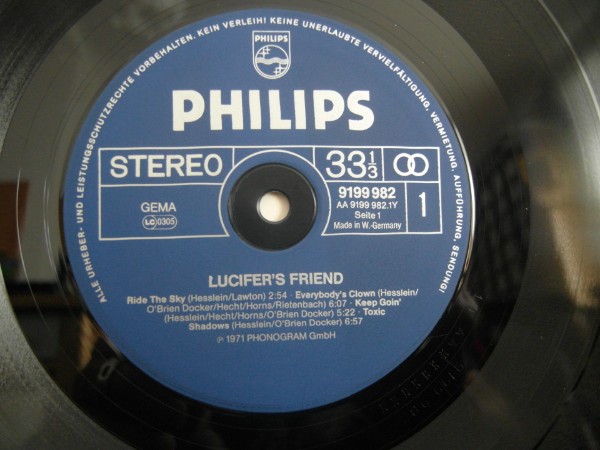 ALLE URHEBER- UND LEISTUNGSSCHUTZRECHTE VORBEHALTEN. KEIN VERLEIH! KEINE UNERLAUBTE VERVIELFÄLTIGUNG, VERMIETUNG, AUFFÜHRUNG, SENDUNG!
PHILIPS
PHILIPS
STEREO 33 1/3
GEMA
LC 0305
9199 982
AA 9199 982.1Y
Seite 1
Made in W.-Germany
1
LUCIFER'S FRIEND
Ride The Sky (Hesslein/Lawton) 2:54 · Everybody's Clown (Hesslein/
O'Brien Docker/Hecht/Horns/Rietenbach) 6:07 · Keep Goin'
(Hesslein/Hecht/Horns/O'Brien Docker) 5:22 · Toxic
Shadows (Hesslein/O'Brien Docker) 6:57
℗ 1971 PHONOGRAM GmbH